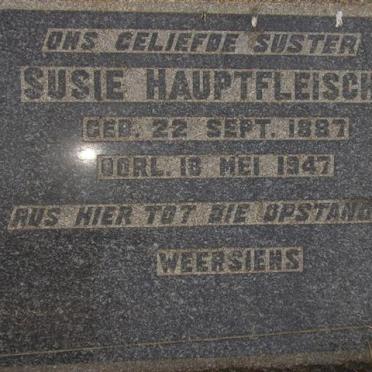 ONS GELIEFDE SUSTER
SUSIE HAUPTFLEISCH
GEB. 22 SEPT. 1887
OORL. 18 MEI 1947
RUS HIER TOT DIE OPSTAND
WEERSIENS